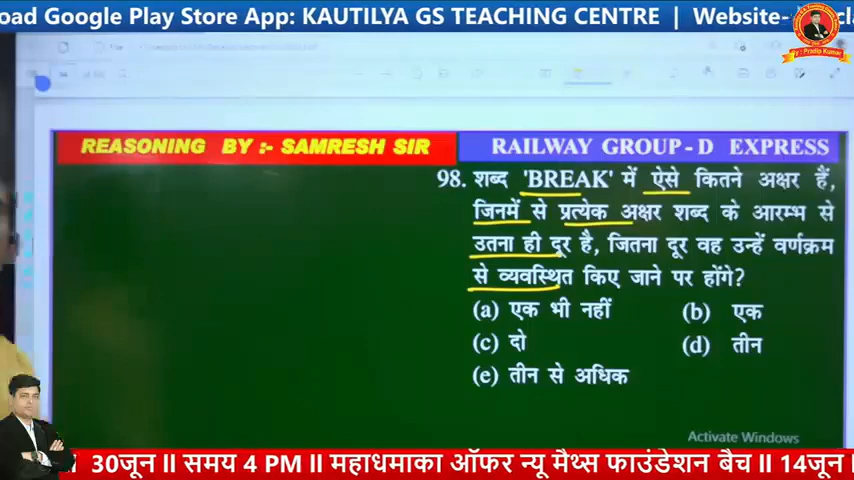 oad Google Play Store App: KAUTILYA GS TEACHING CENTRE | Website-
By : Pradip Kumar
REASONING BY :- SAMRESH SIR
RAILWAY GROUP - D EXPRESS
98. शब्द 'BREAK' में ऐसे कितने अक्षर हैं,
जिनमें से प्रत्येक अक्षर शब्द के आरम्भ से
उतना ही दूर है, जितना दूर वह उन्हें वर्णक्रम
से व्यवस्थित किए जाने पर होंगे?
(a) एक भी नहीं (b) एक
(c) दो (d) तीन
(e) तीन से अधिक
Activate Windows
30जून II समय 4 PM II महाधमाका ऑफर न्यू मैथ्स फाउंडेशन बैच II 14जून